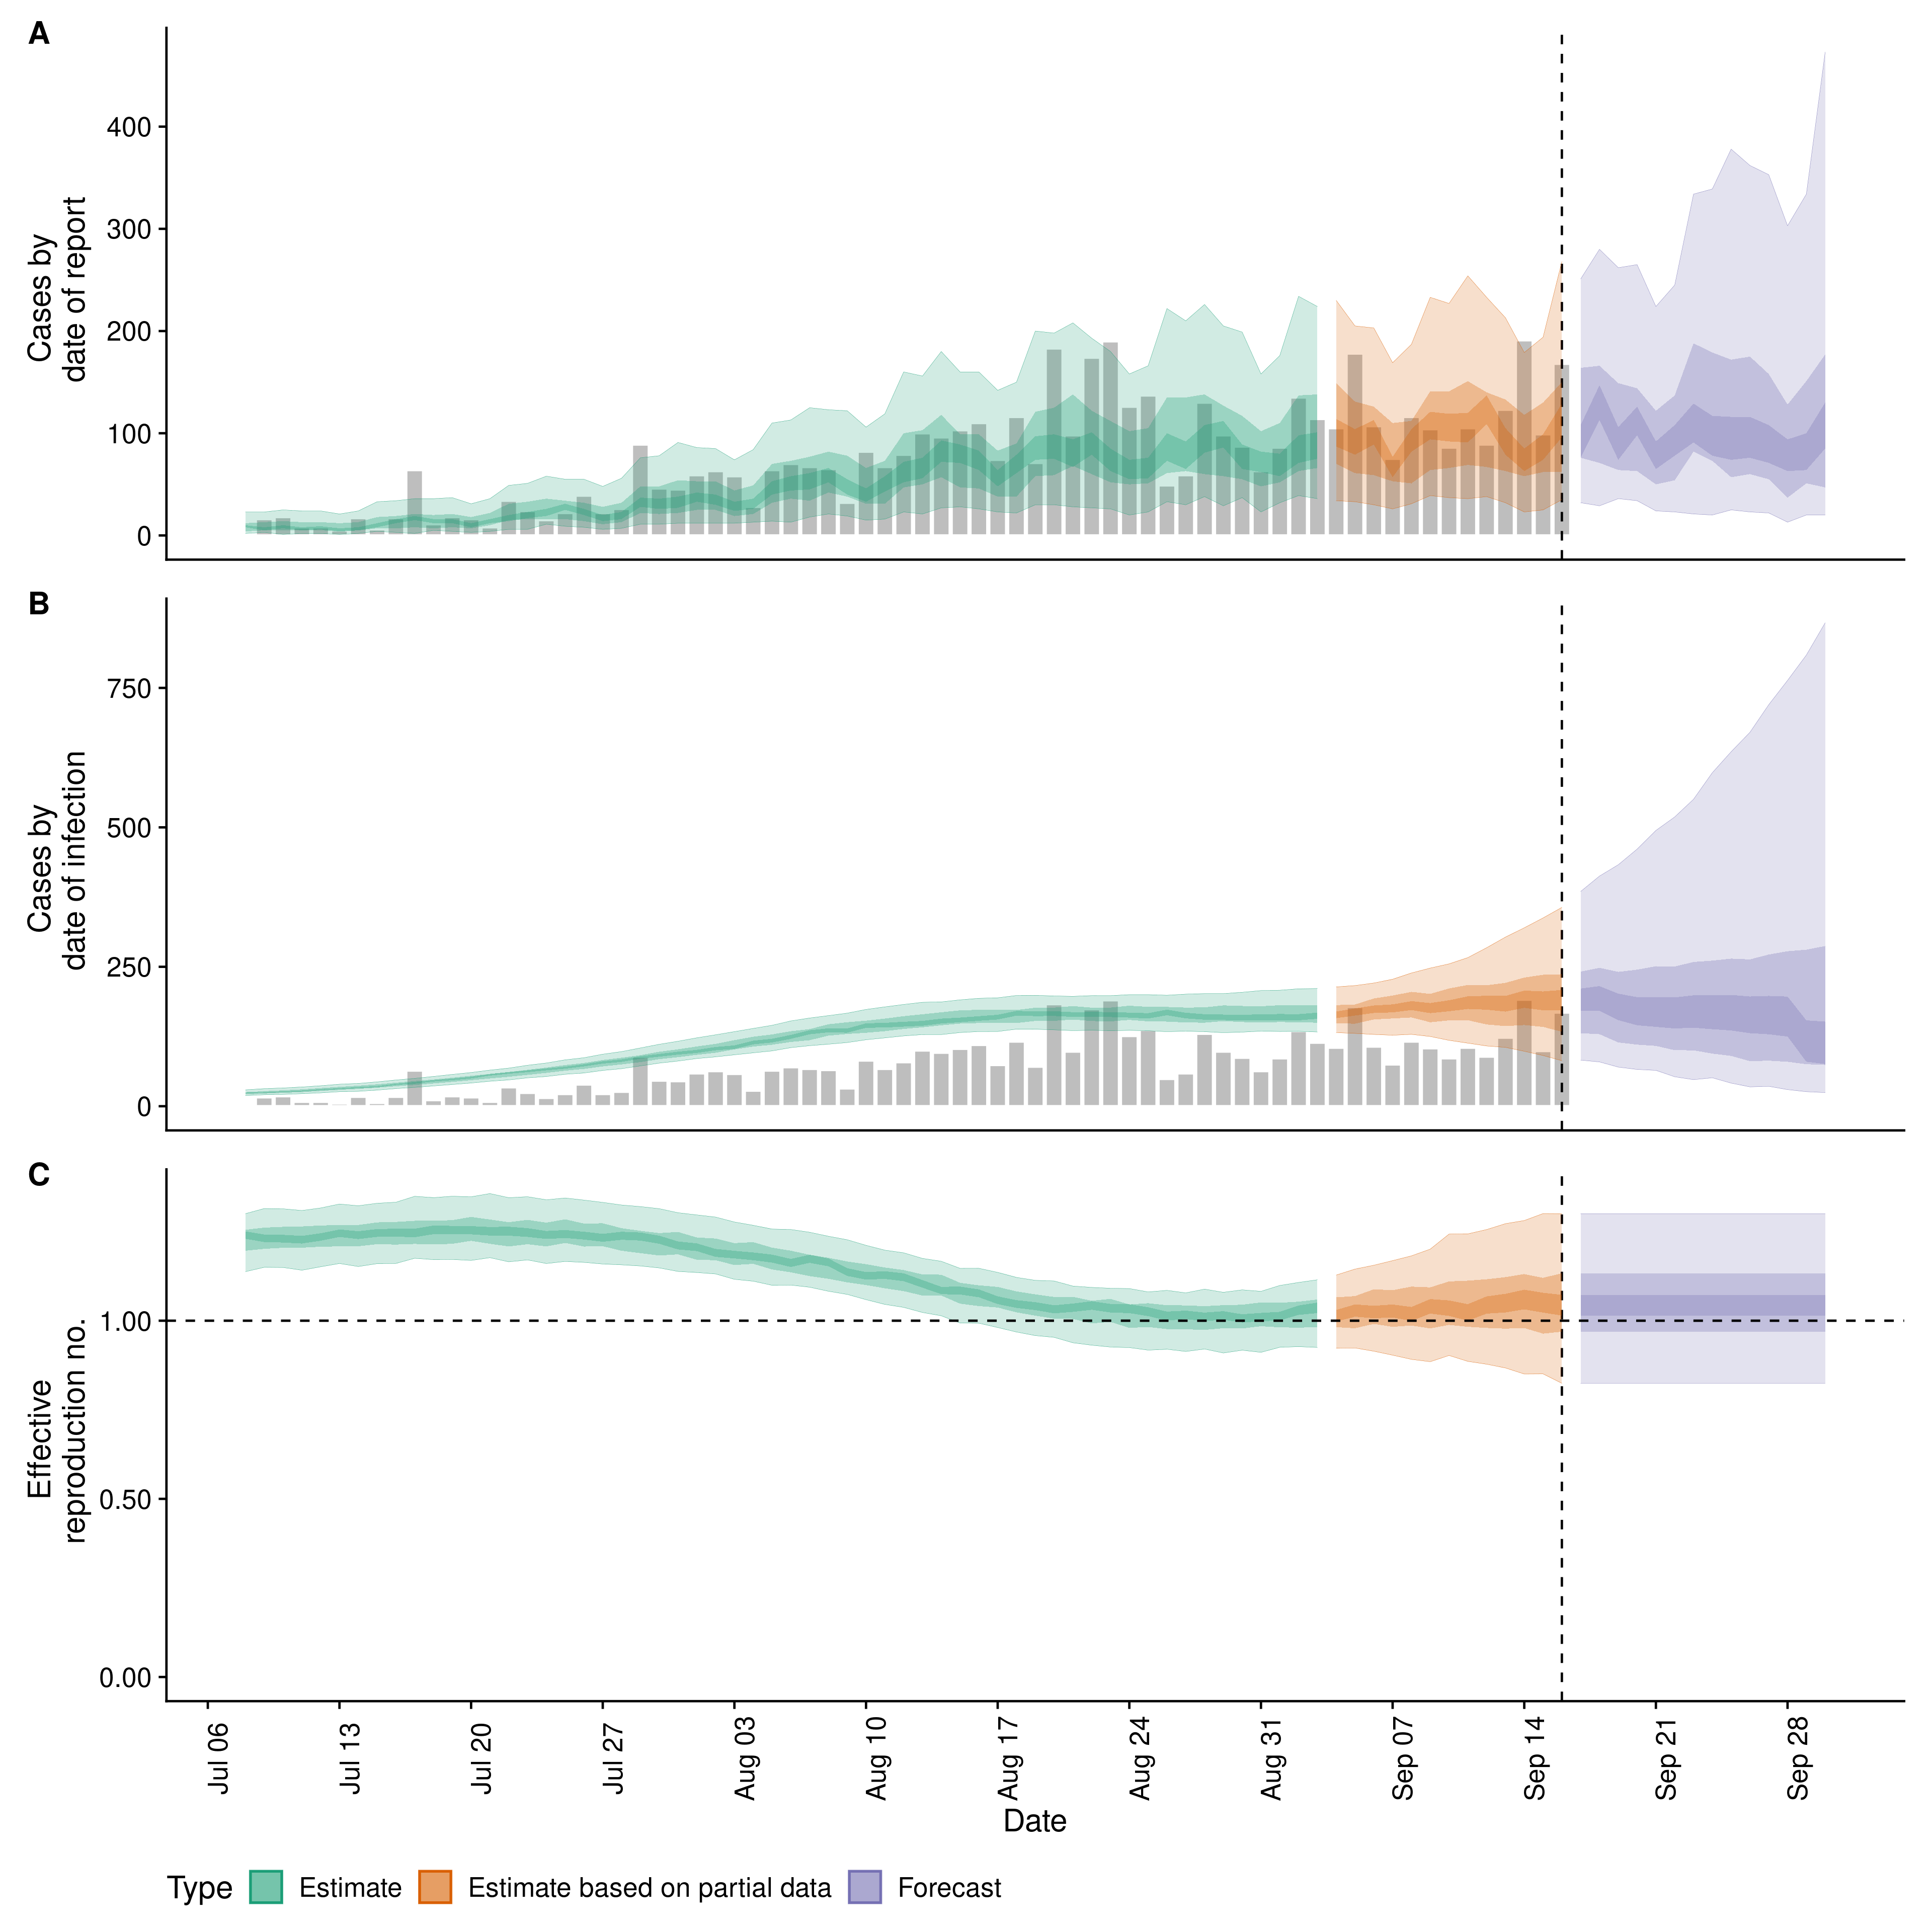 A
Cases by
date of report
400
300
200
100
0
B
Cases by
date of infection
750
500
250
0
C
Effective
reproduction no.
1.00
0.50
0.00
Jul 06
Jul 13
Jul 20
Jul 27
Aug 03
Aug 10
Aug 17
Aug 24
Aug 31
Sep 07
Sep 14
Sep 21
Sep 28
Date
Type Estimate Estimate based on partial data Forecast